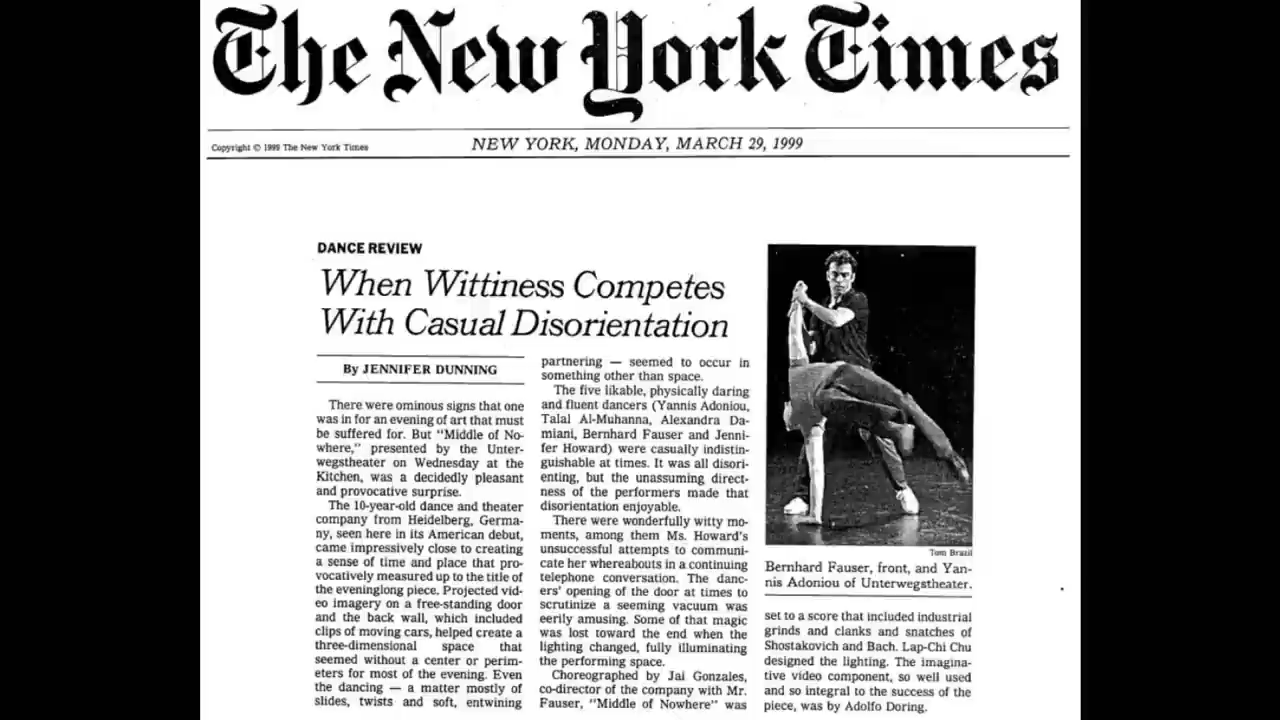 The New York Times
Copyright © 1999 The New York Times
NEW YORK, MONDAY, MARCH 29, 1999
DANCE REVIEW
When Wittiness Competes
With Casual Disorientation
By JENNIFER DUNNING
There were ominous signs that one
was in for an evening of art that must
be suffered for. But "Middle of No-
where," presented by the Unter-
wegstheater on Wednesday at the
Kitchen, was a decidedly pleasant
and provocative surprise.
The 10-year-old dance and theater
company from Heidelberg, Germa-
ny, seen here in its American debut,
came impressively close to creating
a sense of time and place that pro-
vocatively measured up to the title of
the eveninglong piece. Projected vid-
eo imagery on a free-standing door
and the back wall, which included
clips of moving cars, helped create a
three-dimensional space that
seemed without a center or perim-
eters for most of the evening. Even
the dancing — a matter mostly of
slides, twists and soft, entwining
partnering — seemed to occur in
something other than space.
The five likable, physically daring
and fluent dancers (Yannis Adoniou,
Talal Al-Muhanna, Alexandra Da-
miani, Bernhard Fauser and Jenni-
fer Howard) were casually indistin-
guishable at times. It was all disori-
enting, but the unassuming direct-
ness of the performers made that
disorientation enjoyable.
There were wonderfully witty mo-
ments, among them Ms. Howard's
unsuccessful attempts to communi-
cate her whereabouts in a continuing
telephone conversation. The danc-
ers' opening of the door at times to
scrutinize a seeming vacuum was
eerily amusing. Some of that magic
was lost toward the end when the
lighting changed, fully illuminating
the performing space.
Choreographed by Jai Gonzales,
co-director of the company with Mr.
Fauser, "Middle of Nowhere" was
Tom Brazil
Bernhard Fauser, front, and Yan-
nis Adoniou of Unterwegstheater.
set to a score that included industrial
grinds and clanks and snatches of
Shostakovich and Bach. Lap-Chi Chu
designed the lighting. The imagina-
tive video component, so well used
and so integral to the success of the
piece, was by Adolfo Doring.